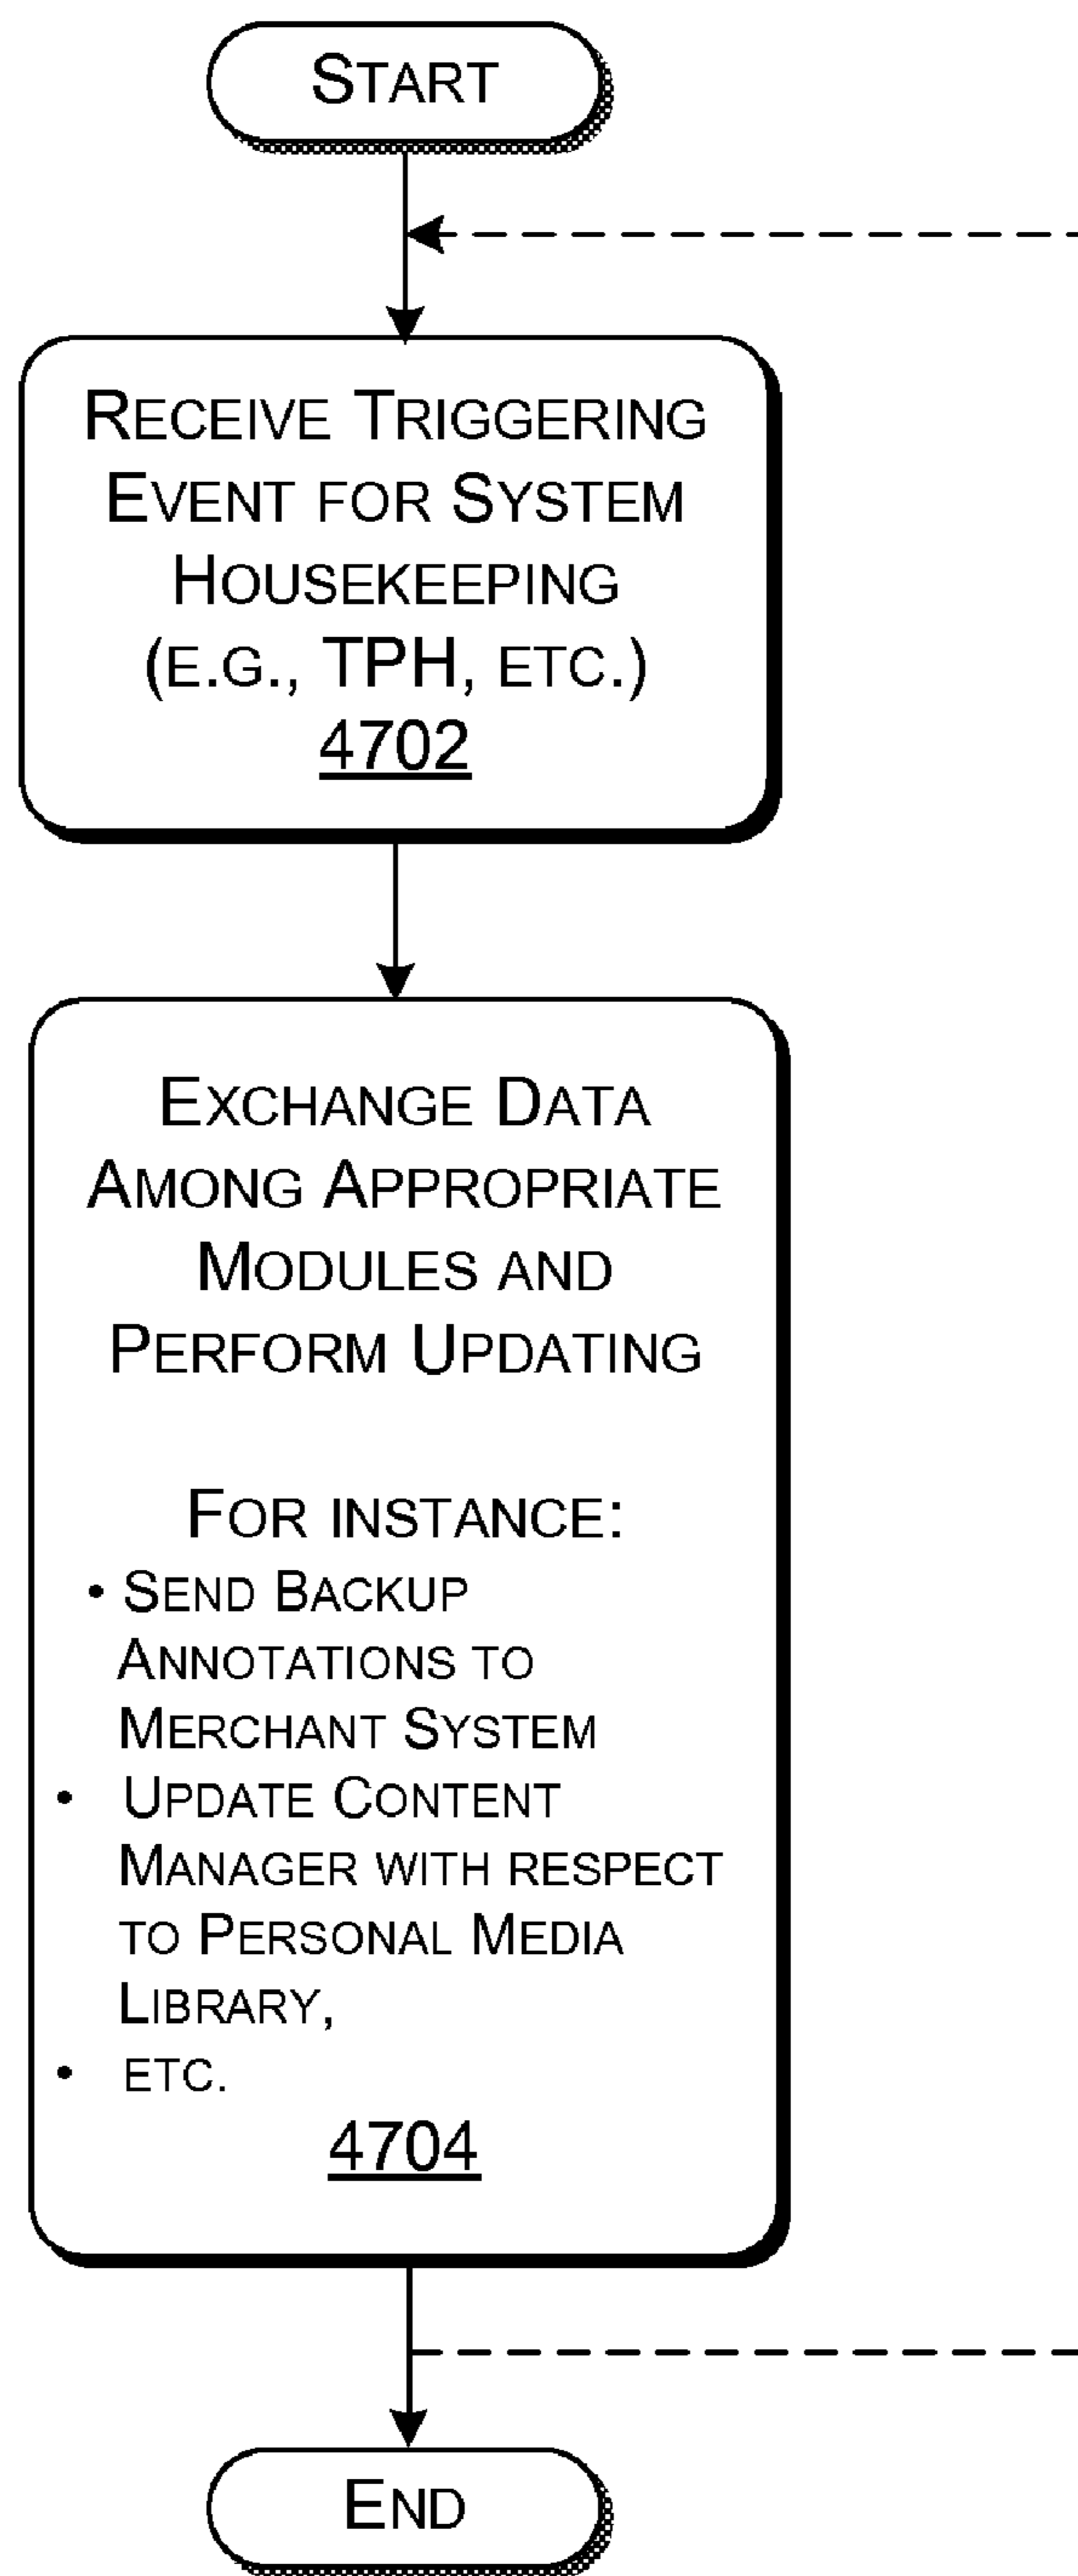 START
RECEIVE TRIGGERING
EVENT FOR SYSTEM
HOUSEKEEPING
(E.G., TPH, ETC.)
4702
EXCHANGE DATA
AMONG APPROPRIATE
MODULES AND
PERFORM UPDATING
FOR INSTANCE:
• SEND BACKUP
ANNOTATIONS TO
MERCHANT SYSTEM
• UPDATE CONTENT
MANAGER WITH RESPECT
TO PERSONAL MEDIA
LIBRARY,
• ETC.
4704
END